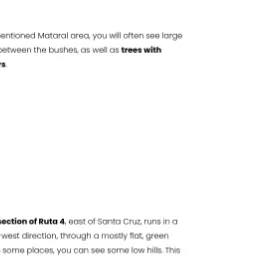 entioned Mataral area, you will often see large
between the bushes, as well as trees with
rs.
section of Ruta 4, east of Santa Cruz, runs in a
-west direction, through a mostly flat, green
some places, you can see some low hills. This